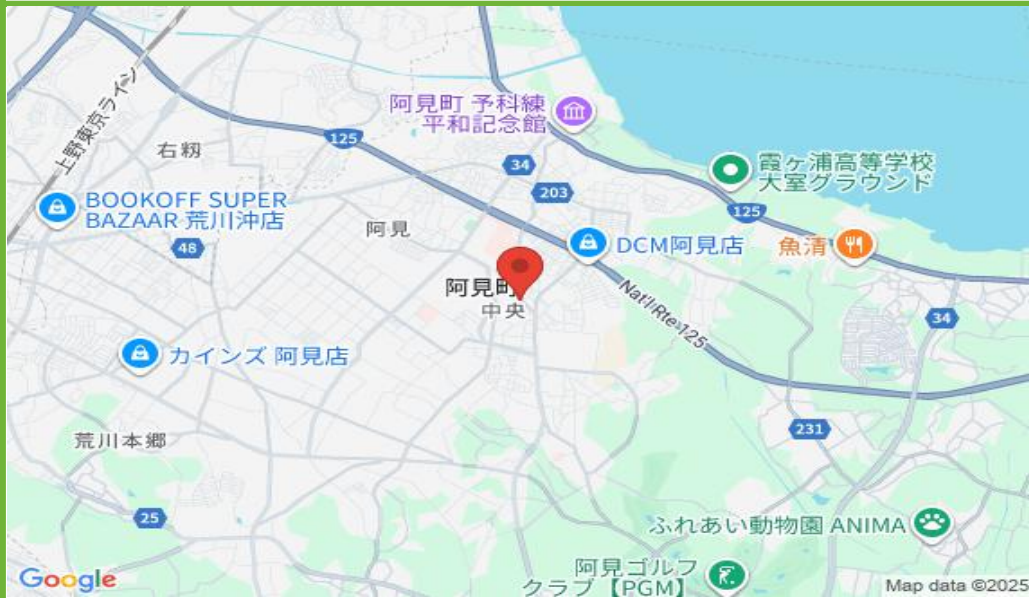 阿見町 予科練
平和記念館
上野東京ライン
125
右籾
34
霞ヶ浦高等学校
大室グラウンド
BOOKOFF SUPER
BAZAAR 荒川沖店
203
125
阿見
48
DCM阿見店
魚清
阿見町
中央
Nat'l Rte 125
34
カインズ 阿見店
荒川本郷
231
25
ふれあい動物園 ANIMA
阿見ゴルフ
クラブ【PGM】
Google
Map data ©2025